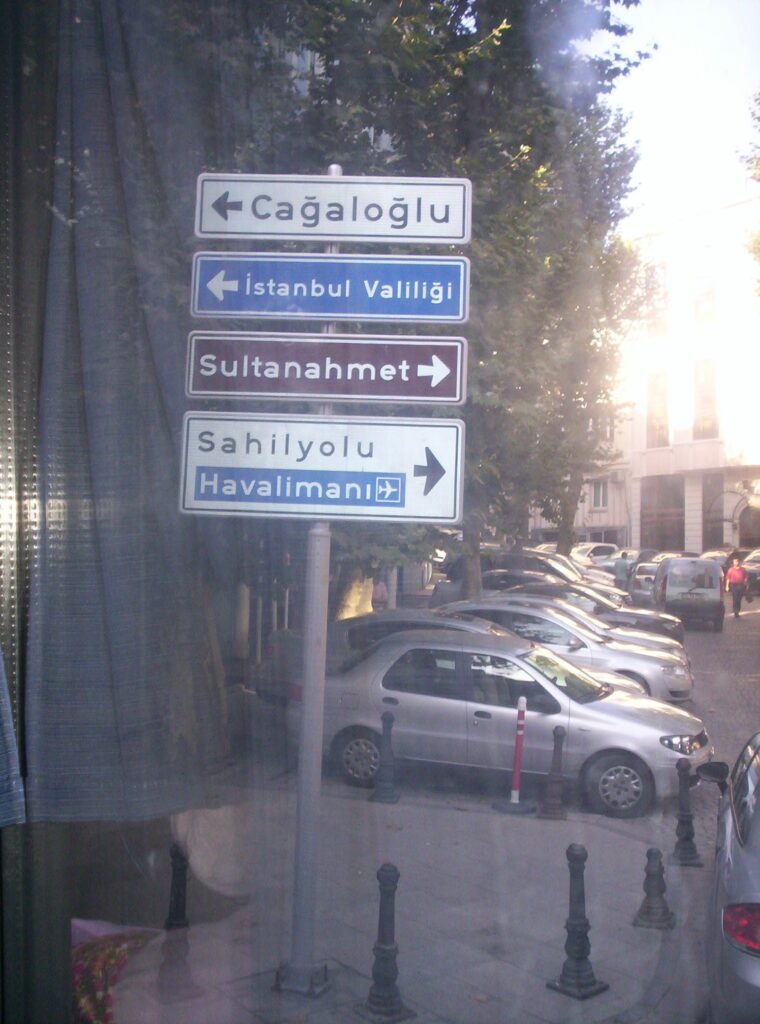 Cağaloğlu
İstanbul Valiliği
Sultanahmet
Sahilyolu
Havalimanı